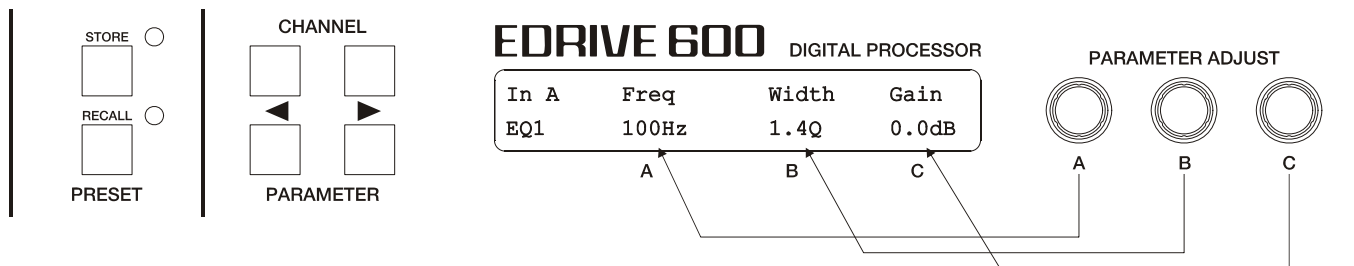 STORE
RECALL
PRESET
CHANNEL
PARAMETER
EDRIVE 600 DIGITAL PROCESSOR
In A Freq Width Gain
EQ1 100Hz 1.4Q 0.0dB
A B C
PARAMETER ADJUST
A B C